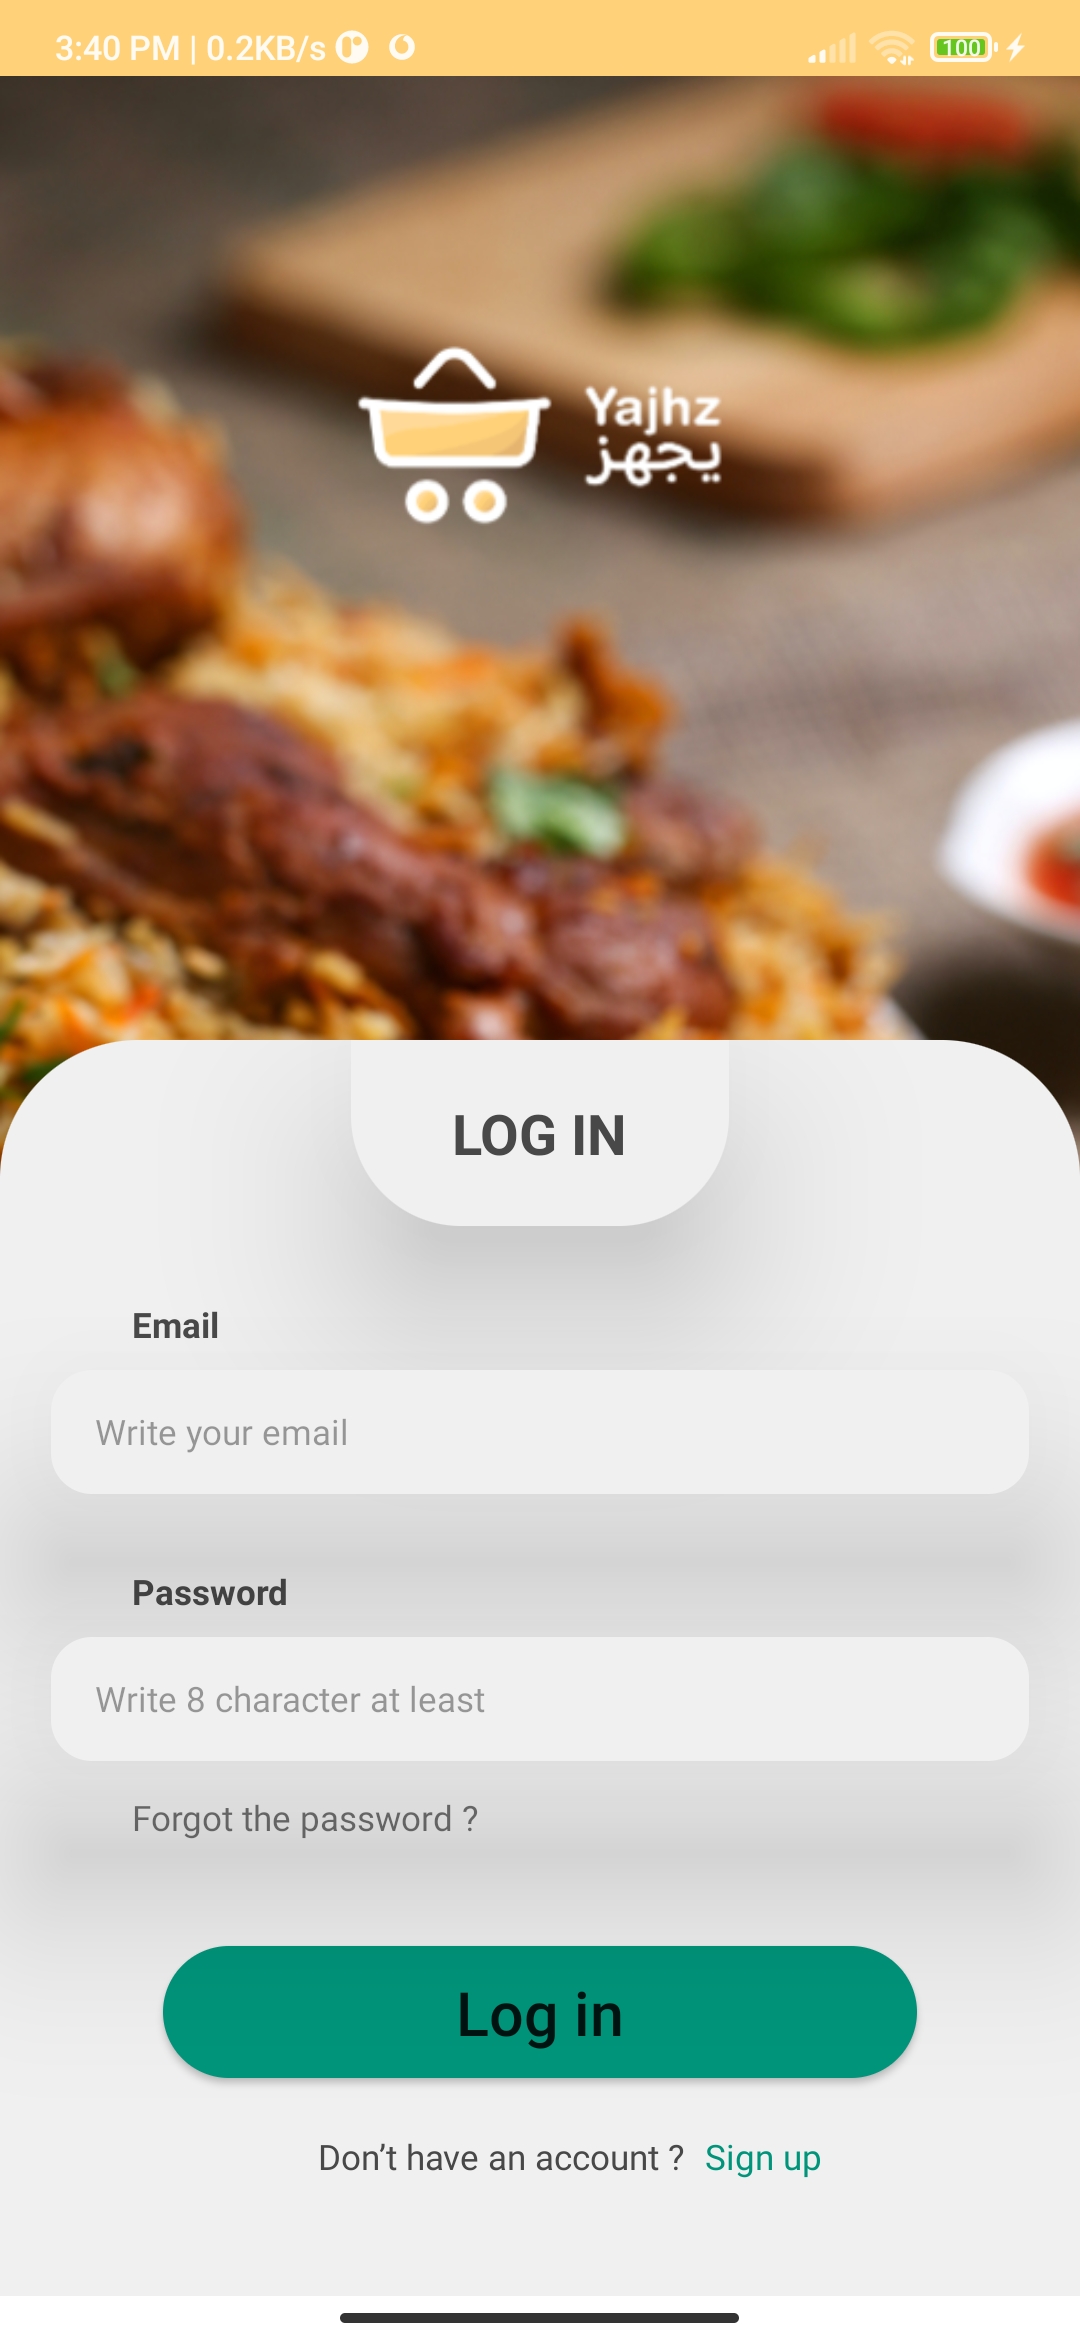 3:40 PM | 0.2KB/s
100
Yajhz
يجهز
LOG IN
Email
Write your email
Password
Write 8 character at least
Forgot the password ?
Log in
Don’t have an account ? Sign up